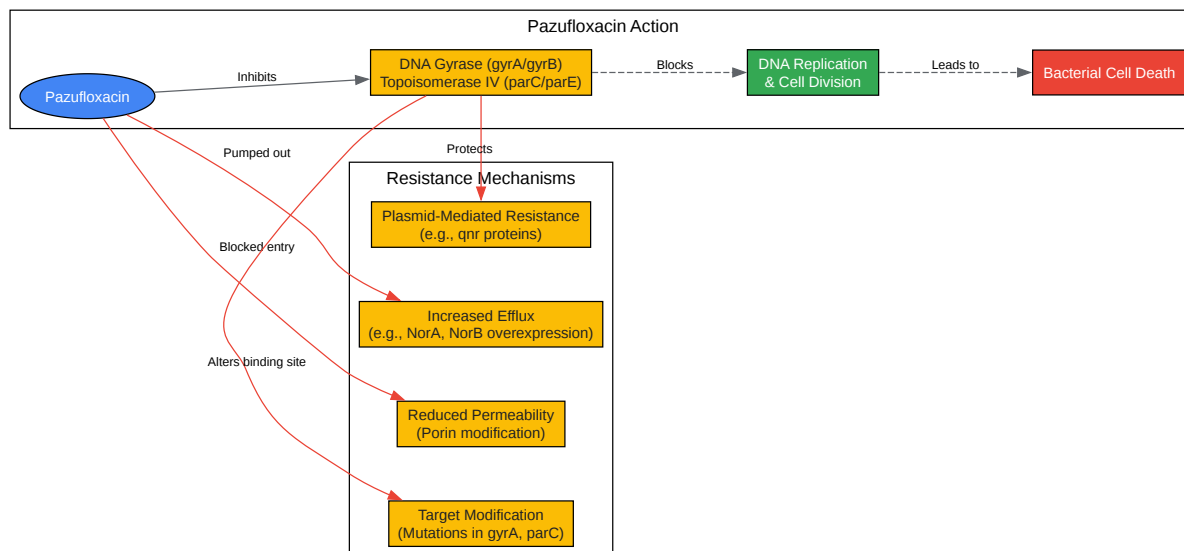 Pazufloxacin Action
DNA Gyrase (gyrA/gyrB)
Topoisomerase IV (parC/parE)
DNA Replication
& Cell Division
Bacterial Cell Death
Pazufloxacin
Inhibits
Blocks
Leads to
Pumped out
Protects
Resistance Mechanisms
Plasmid-Mediated Resistance
(e.g., qnr proteins)
Blocked entry
Increased Efflux
(e.g., NorA, NorB overexpression)
Alters binding site
Reduced Permeability
(Porin modification)
Target Modification
(Mutations in gyrA, parC)